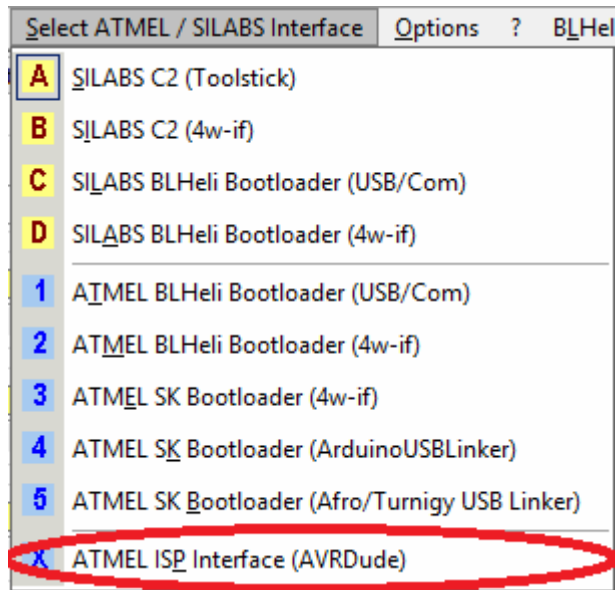 Select ATMEL / SILABS Interface Options ? BLHel
A SILABS C2 (Toolstick)
B SILABS C2 (4w-if)
C SILABS BLHeli Bootloader (USB/Com)
D SILABS BLHeli Bootloader (4w-if)
1 ATMEL BLHeli Bootloader (USB/Com)
2 ATMEL BLHeli Bootloader (4w-if)
3 ATMEL SK Bootloader (4w-if)
4 ATMEL SK Bootloader (ArduinoUSBLinker)
5 ATMEL SK Bootloader (Afro/Turnigy USB Linker)
X ATMEL ISP Interface (AVRDude)